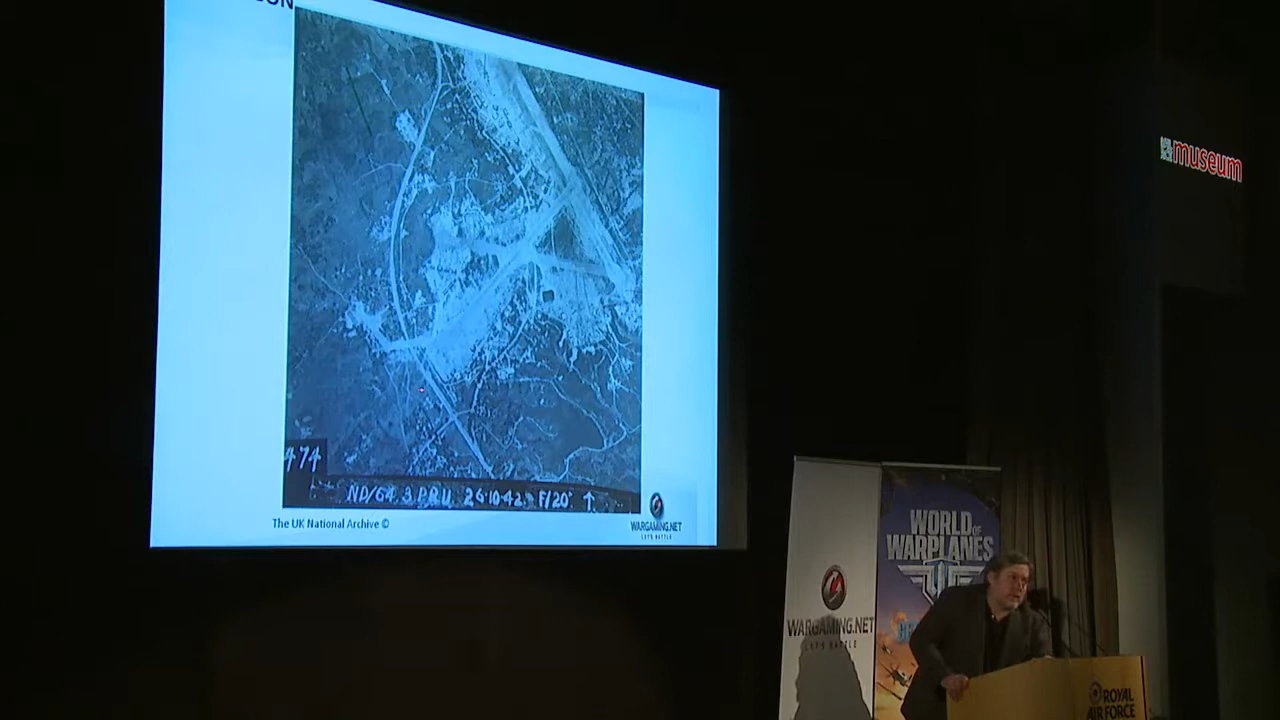 474
ND/64 3 PRU. 26·10·42. F/20" ↑
The UK National Archive ©
WARGAMING.NET
LET'S BATTLE
museum
WORLD OF
WARPLANES
WARGAMING.NET
LET'S BATTLE
ROYAL
AIR FORCE